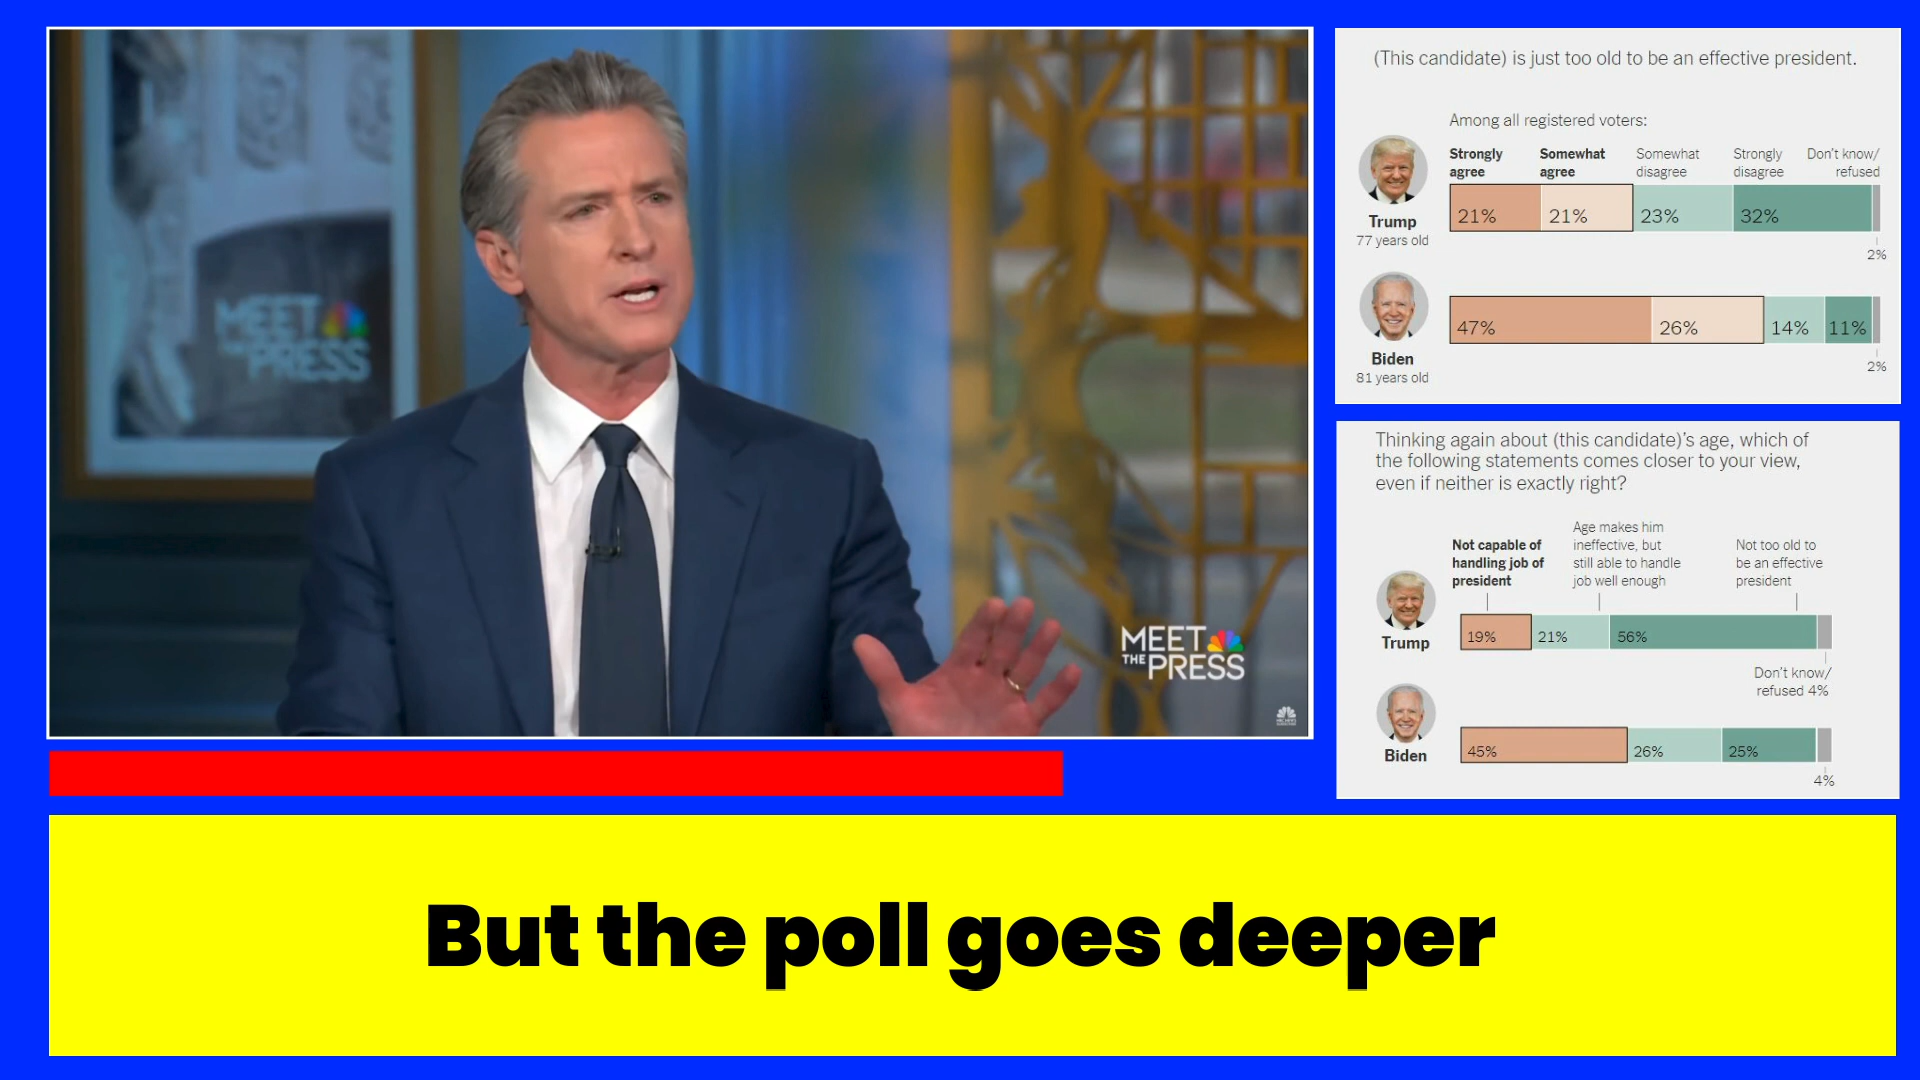 MEET
THE PRESS
MEET
THE PRESS
(This candidate) is just too old to be an effective president.
Among all registered voters:
Strongly agree
Somewhat agree
Somewhat disagree
Strongly disagree
Don't know/ refused
Trump
77 years old
21% 21% 23% 32%
2%
Biden
81 years old
47% 26% 14% 11%
2%
Thinking again about (this candidate)'s age, which of
the following statements comes closer to your view,
even if neither is exactly right?
Not capable of
handling job of
president
Age makes him
ineffective, but
still able to handle
job well enough
Not too old to
be an effective
president
Trump
19% 21% 56%
Don't know/
refused 4%
Biden
45% 26% 25%
4%
But the poll goes deeper